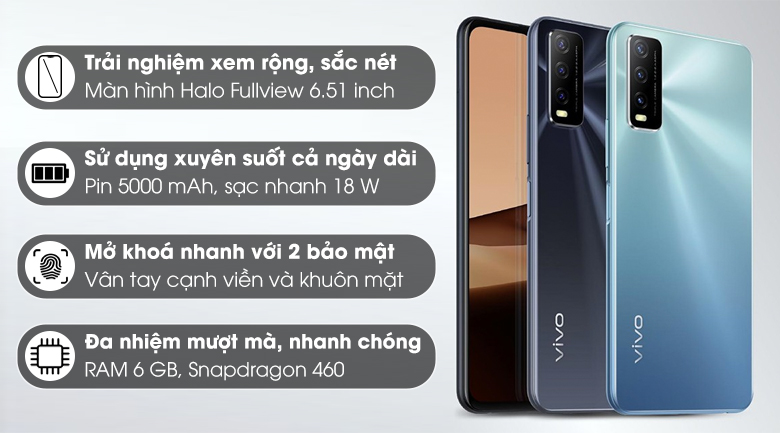 Trải nghiệm xem rộng, sắc nét
Màn hình Halo Fullview 6.51 inch
Sử dụng xuyên suốt cả ngày dài
Pin 5000 mAh, sạc nhanh 18 W
Mở khoá nhanh với 2 bảo mật
Vân tay cạnh viền và khuôn mặt
Đa nhiệm mượt mà, nhanh chóng
RAM 6 GB, Snapdragon 460
vivo
vivo